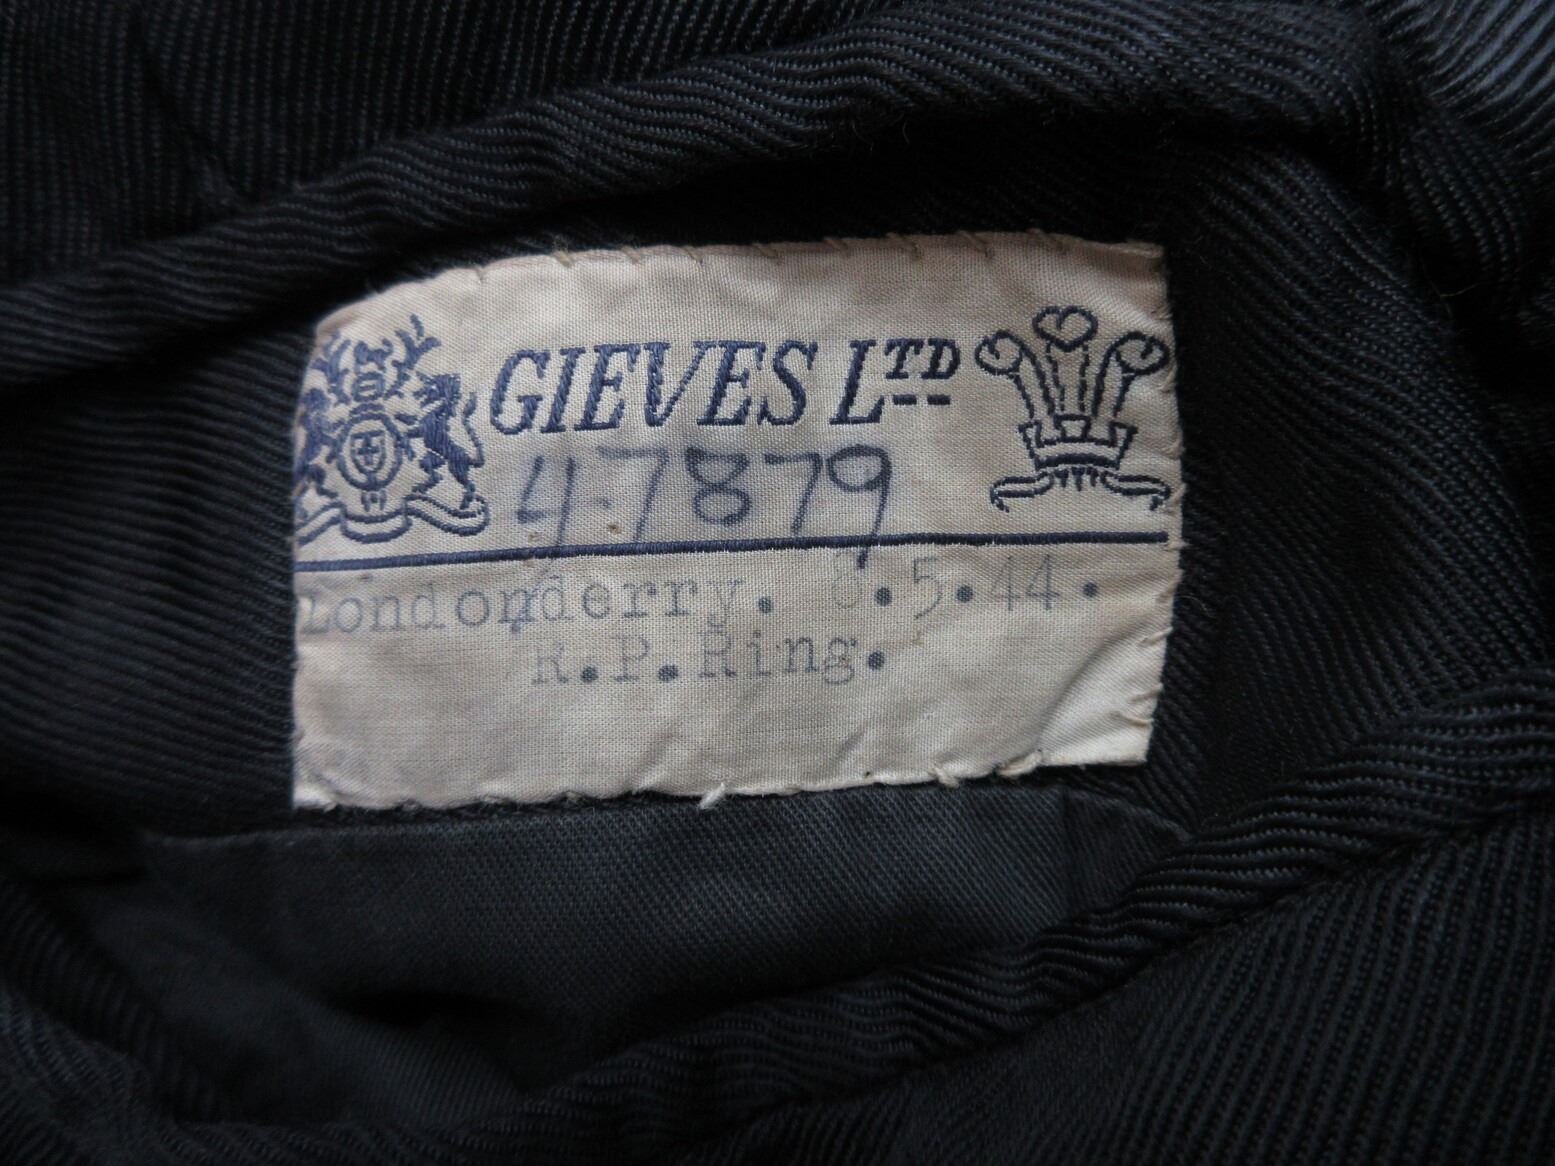 GIEVES LTD
4-7879
Londonderry. 8.5.44.
R.P.Ring.